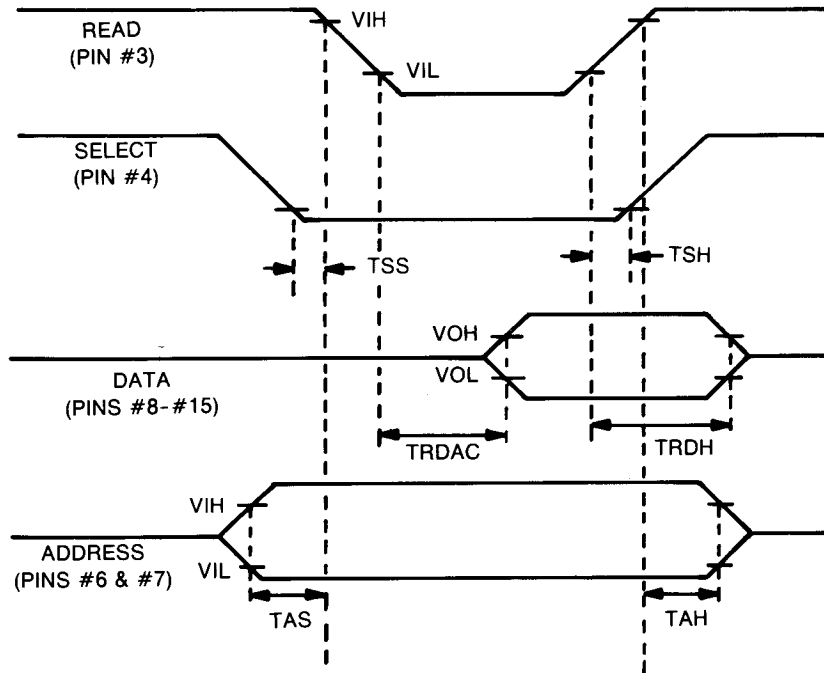 READ
(PIN #3)
VIH
VIL
SELECT
(PIN #4)
TSS
TSH
VOH
VOL
DATA
(PINS #8-#15)
TRDAC
TRDH
VIH
ADDRESS
(PINS #6 & #7)
VIL
TAS
TAH